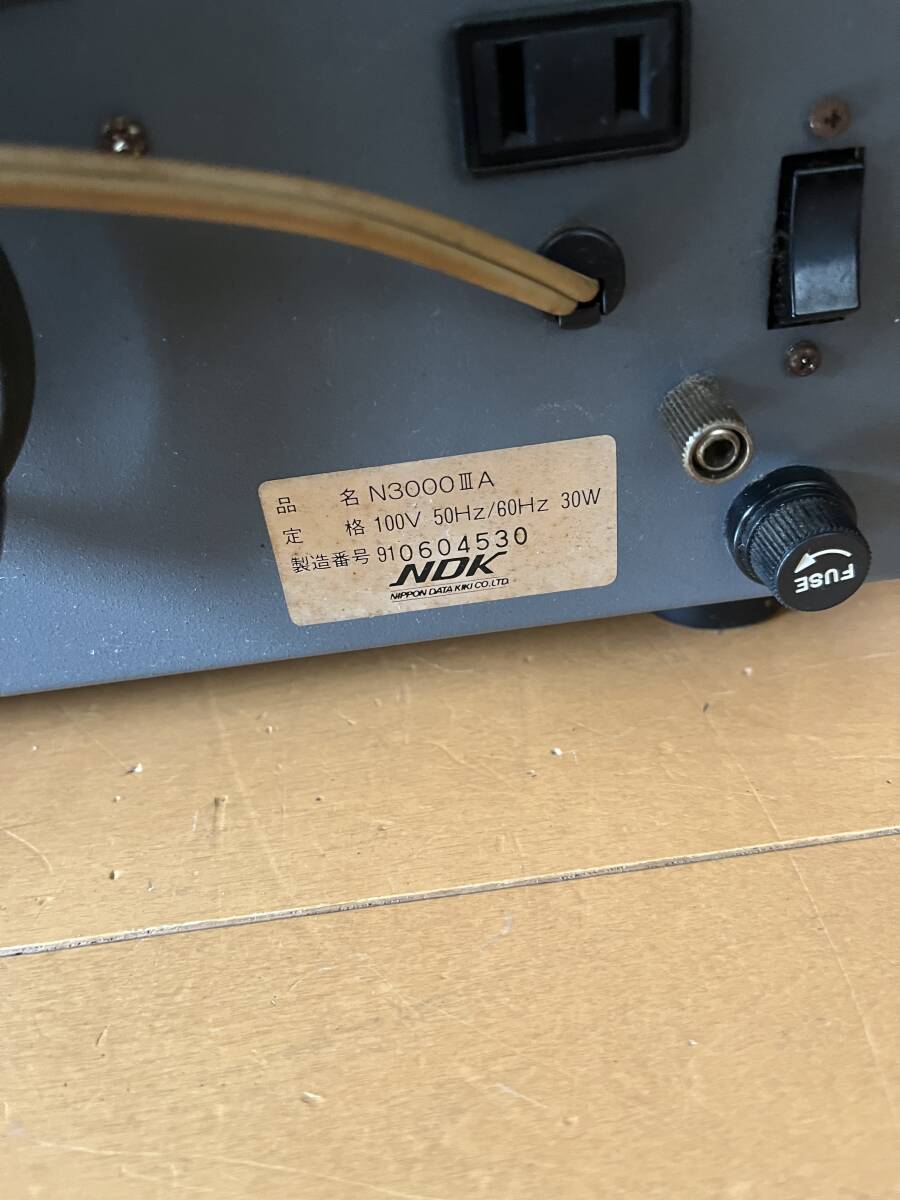 品 名 N3000ⅢA
定 格 100V 50Hz/60Hz 30W
製造番号 910604530
NDK
NIPPON DATA KIKI CO.,LTD.
FUSE